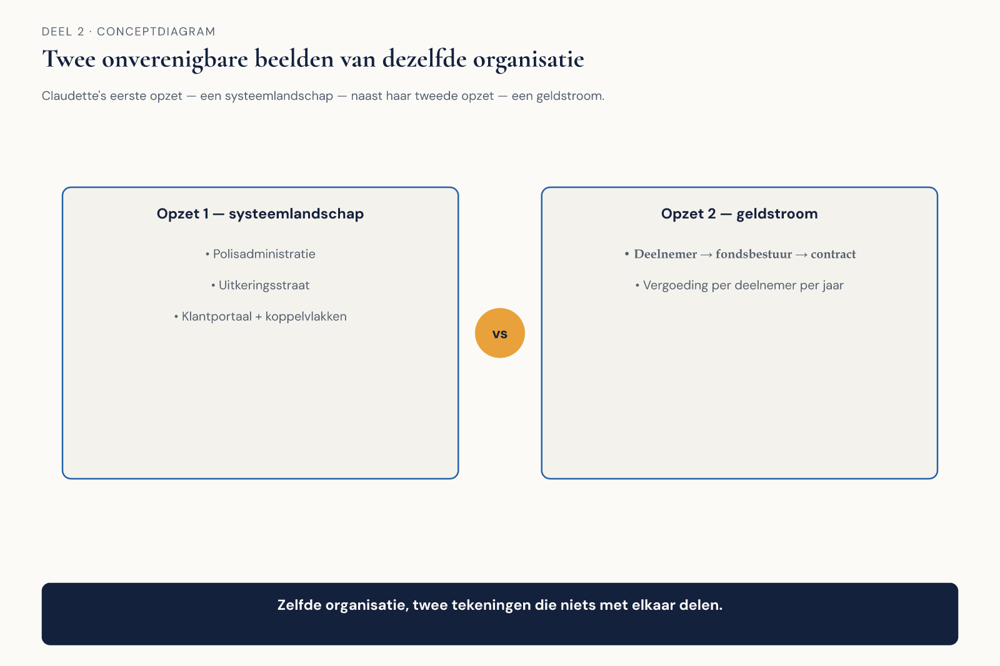 DEEL 2 · CONCEPTDIAGRAM
Twee onverenigbare beelden van dezelfde organisatie
Claudette's eerste opzet — een systeemlandschap — naast haar tweede opzet — een geldstroom.
Opzet 1 — systeemlandschap
• Polisadministratie
• Uitkeringsstraat
• Klantportaal + koppelvlakken
vs
Opzet 2 — geldstroom
• Deelnemer → fondsbestuur → contract
• Vergoeding per deelnemer per jaar
Zelfde organisatie, twee tekeningen die niets met elkaar delen.